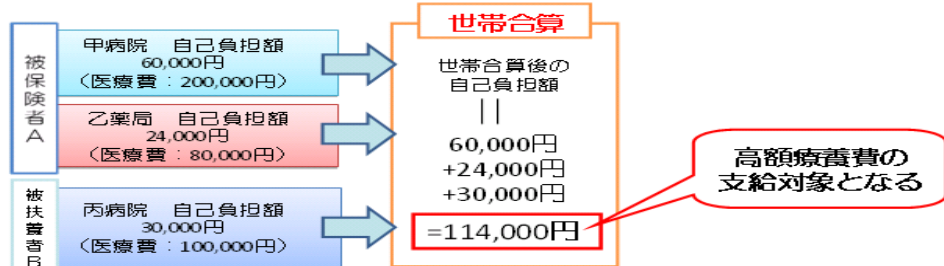 被保険者A
甲病院　自己負担額
60,000円
（医療費：200,000円）
乙薬局　自己負担額
24,000円
（医療費：80,000円）
被扶養者B
丙病院　自己負担額
30,000円
（医療費：100,000円）
世帯合算
世帯合算後の
自己負担額
||
60,000円
+24,000円
+30,000円
=114,000円
高額療養費の
支給対象となる